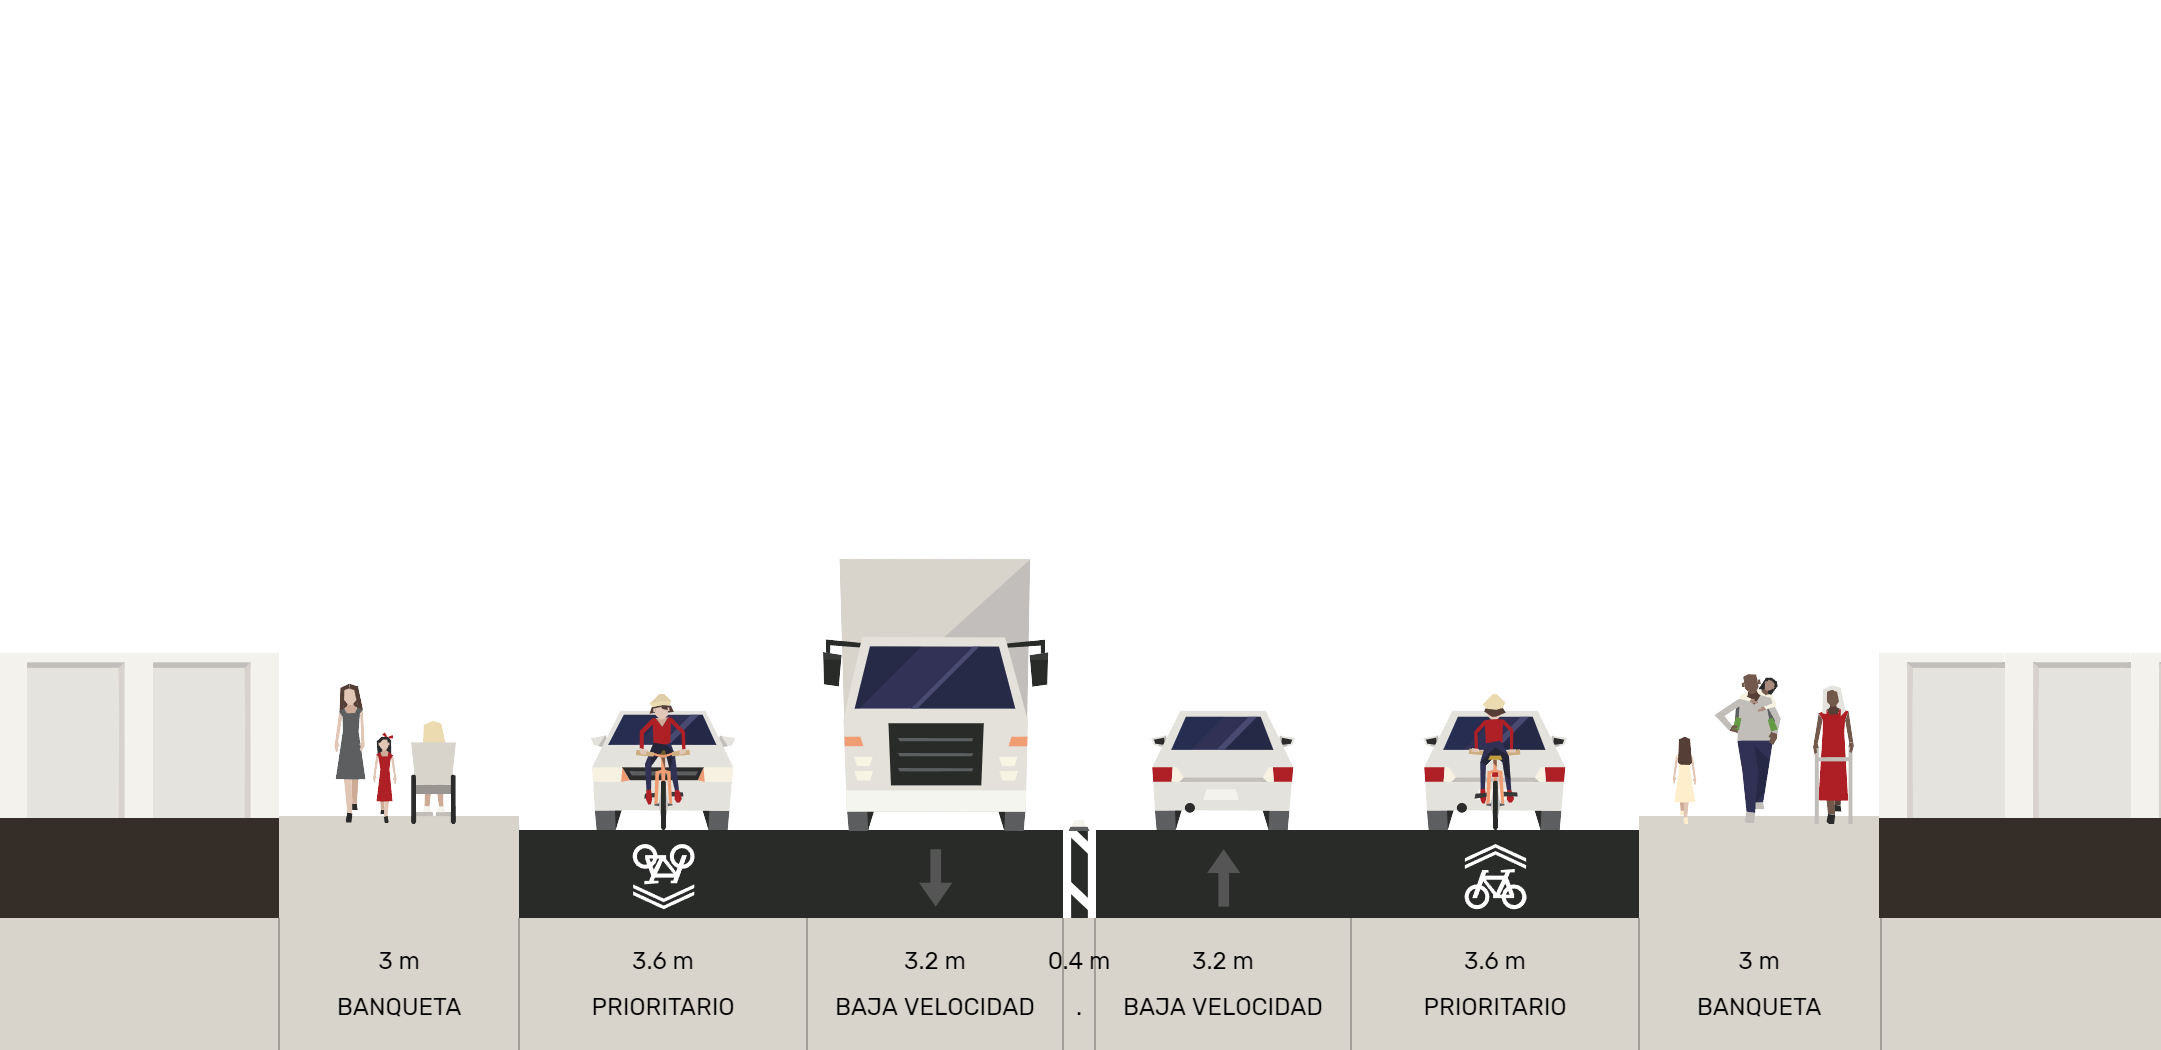 3 m
3.6 m
3.2 m
0.4 m
3.2 m
3.6 m
3 m
BANQUETA
PRIORITARIO
BAJA VELOCIDAD
.
BAJA VELOCIDAD
PRIORITARIO
BANQUETA